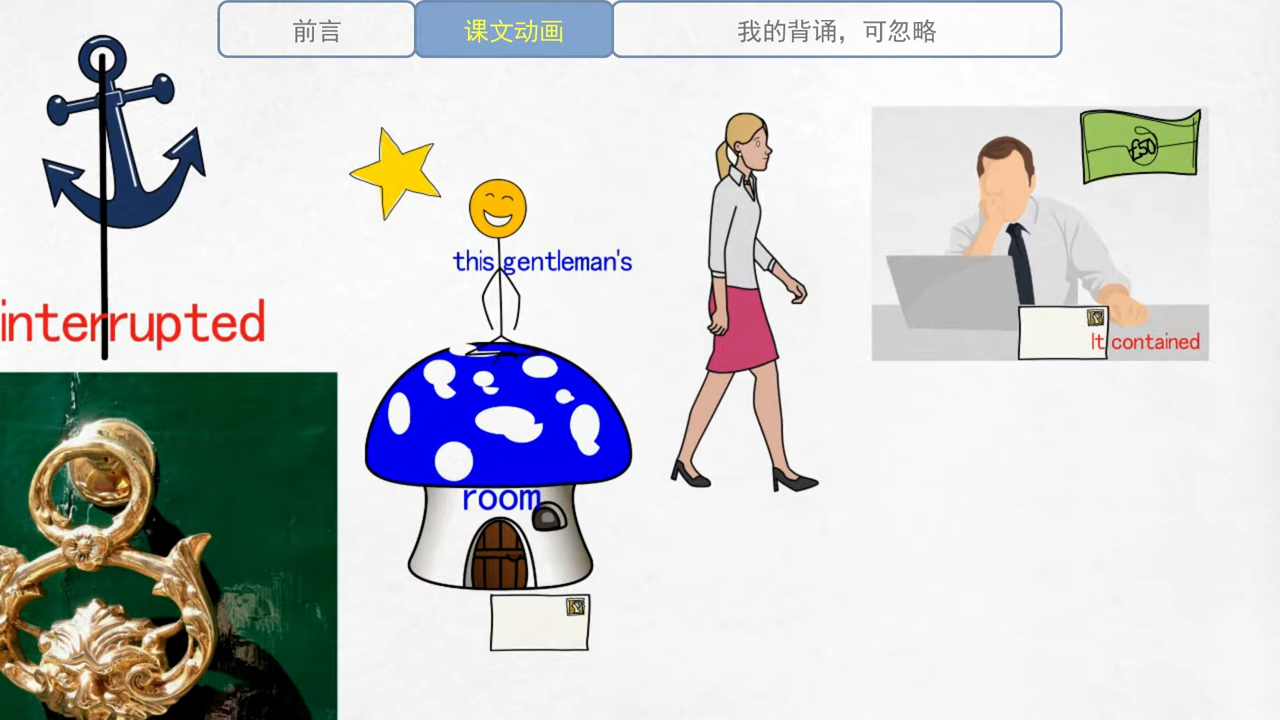 前言
课文动画
我的背诵，可忽略
£50
this gentleman's
interrupted
It contained
room